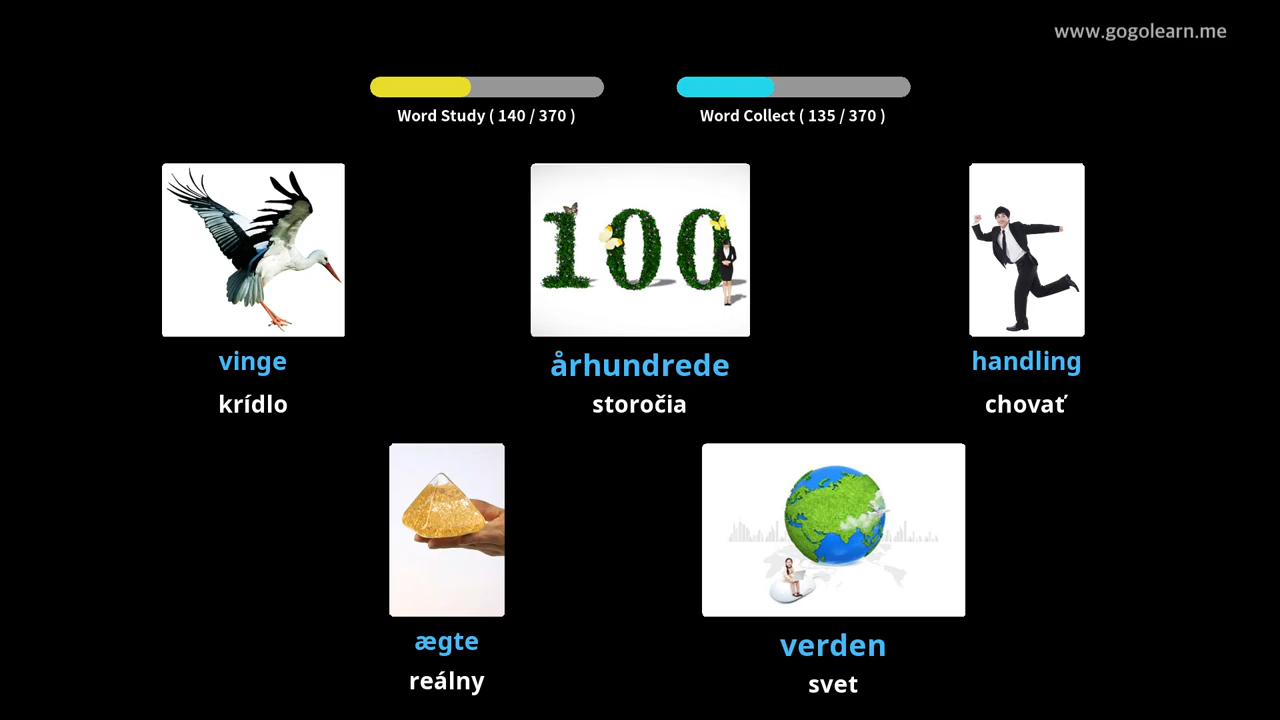 www.gogolearn.me
Word Study ( 140 / 370 )
Word Collect ( 135 / 370 )
100
vinge
krídlo
århundrede
storočia
handling
chovať
ægte
reálny
verden
svet